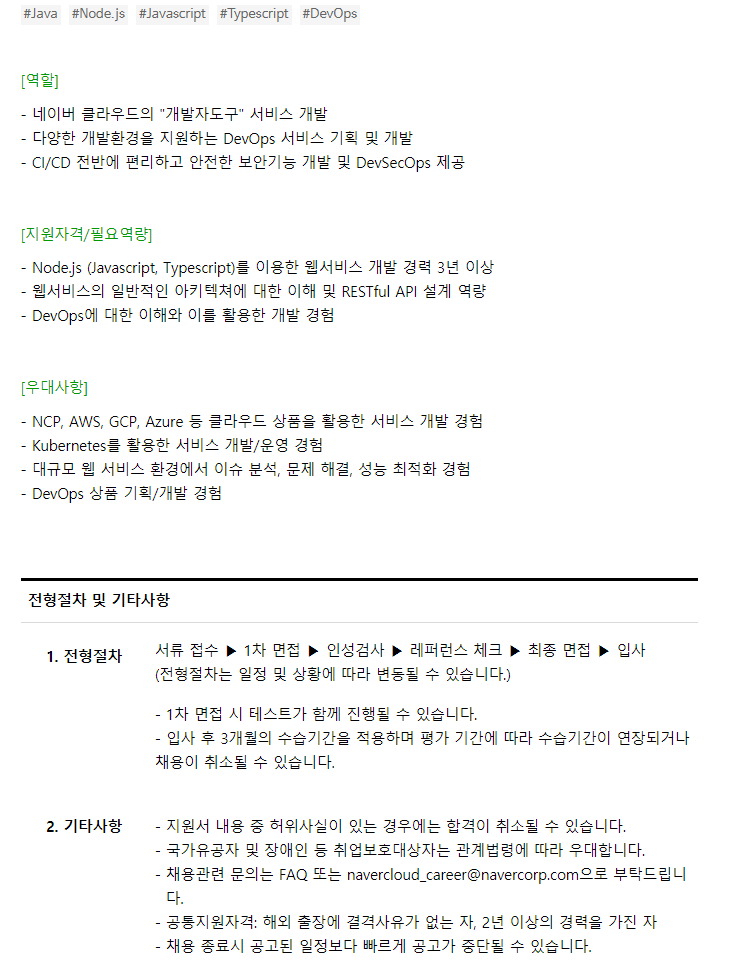 #Java #Node.js #Javascript #Typescript #DevOps
[역할]
- 네이버 클라우드의 "개발자도구" 서비스 개발
- 다양한 개발환경을 지원하는 DevOps 서비스 기획 및 개발
- CI/CD 전반에 편리하고 안전한 보안기능 개발 및 DevSecOps 제공
[지원자격/필요역량]
- Node.js (Javascript, Typescript)를 이용한 웹서비스 개발 경력 3년 이상
- 웹서비스의 일반적인 아키텍쳐에 대한 이해 및 RESTful API 설계 역량
- DevOps에 대한 이해와 이를 활용한 개발 경험
[우대사항]
- NCP, AWS, GCP, Azure 등 클라우드 상품을 활용한 서비스 개발 경험
- Kubernetes를 활용한 서비스 개발/운영 경험
- 대규모 웹 서비스 환경에서 이슈 분석, 문제 해결, 성능 최적화 경험
- DevOps 상품 기획/개발 경험
전형절차 및 기타사항
1. 전형절차
서류 접수 ▶ 1차 면접 ▶ 인성검사 ▶ 레퍼런스 체크 ▶ 최종 면접 ▶ 입사
(전형절차는 일정 및 상황에 따라 변동될 수 있습니다.)
- 1차 면접 시 테스트가 함께 진행될 수 있습니다.
- 입사 후 3개월의 수습기간을 적용하며 평가 기간에 따라 수습기간이 연장되거나
채용이 취소될 수 있습니다.
2. 기타사항
- 지원서 내용 중 허위사실이 있는 경우에는 합격이 취소될 수 있습니다.
- 국가유공자 및 장애인 등 취업보호대상자는 관계법령에 따라 우대합니다.
- 채용관련 문의는 FAQ 또는 navercloud_career@navercorp.com으로 부탁드립니
다.
- 공통지원자격: 해외 출장에 결격사유가 없는 자, 2년 이상의 경력을 가진 자
- 채용 종료시 공고된 일정보다 빠르게 공고가 중단될 수 있습니다.